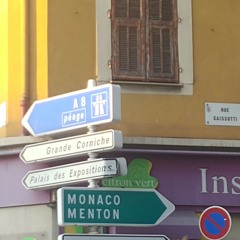 A 8
péage
RUE
GAISSOTTI
Grande Corniche
Palais des Expositions
citron vert
Ins
MONACO
MENTON